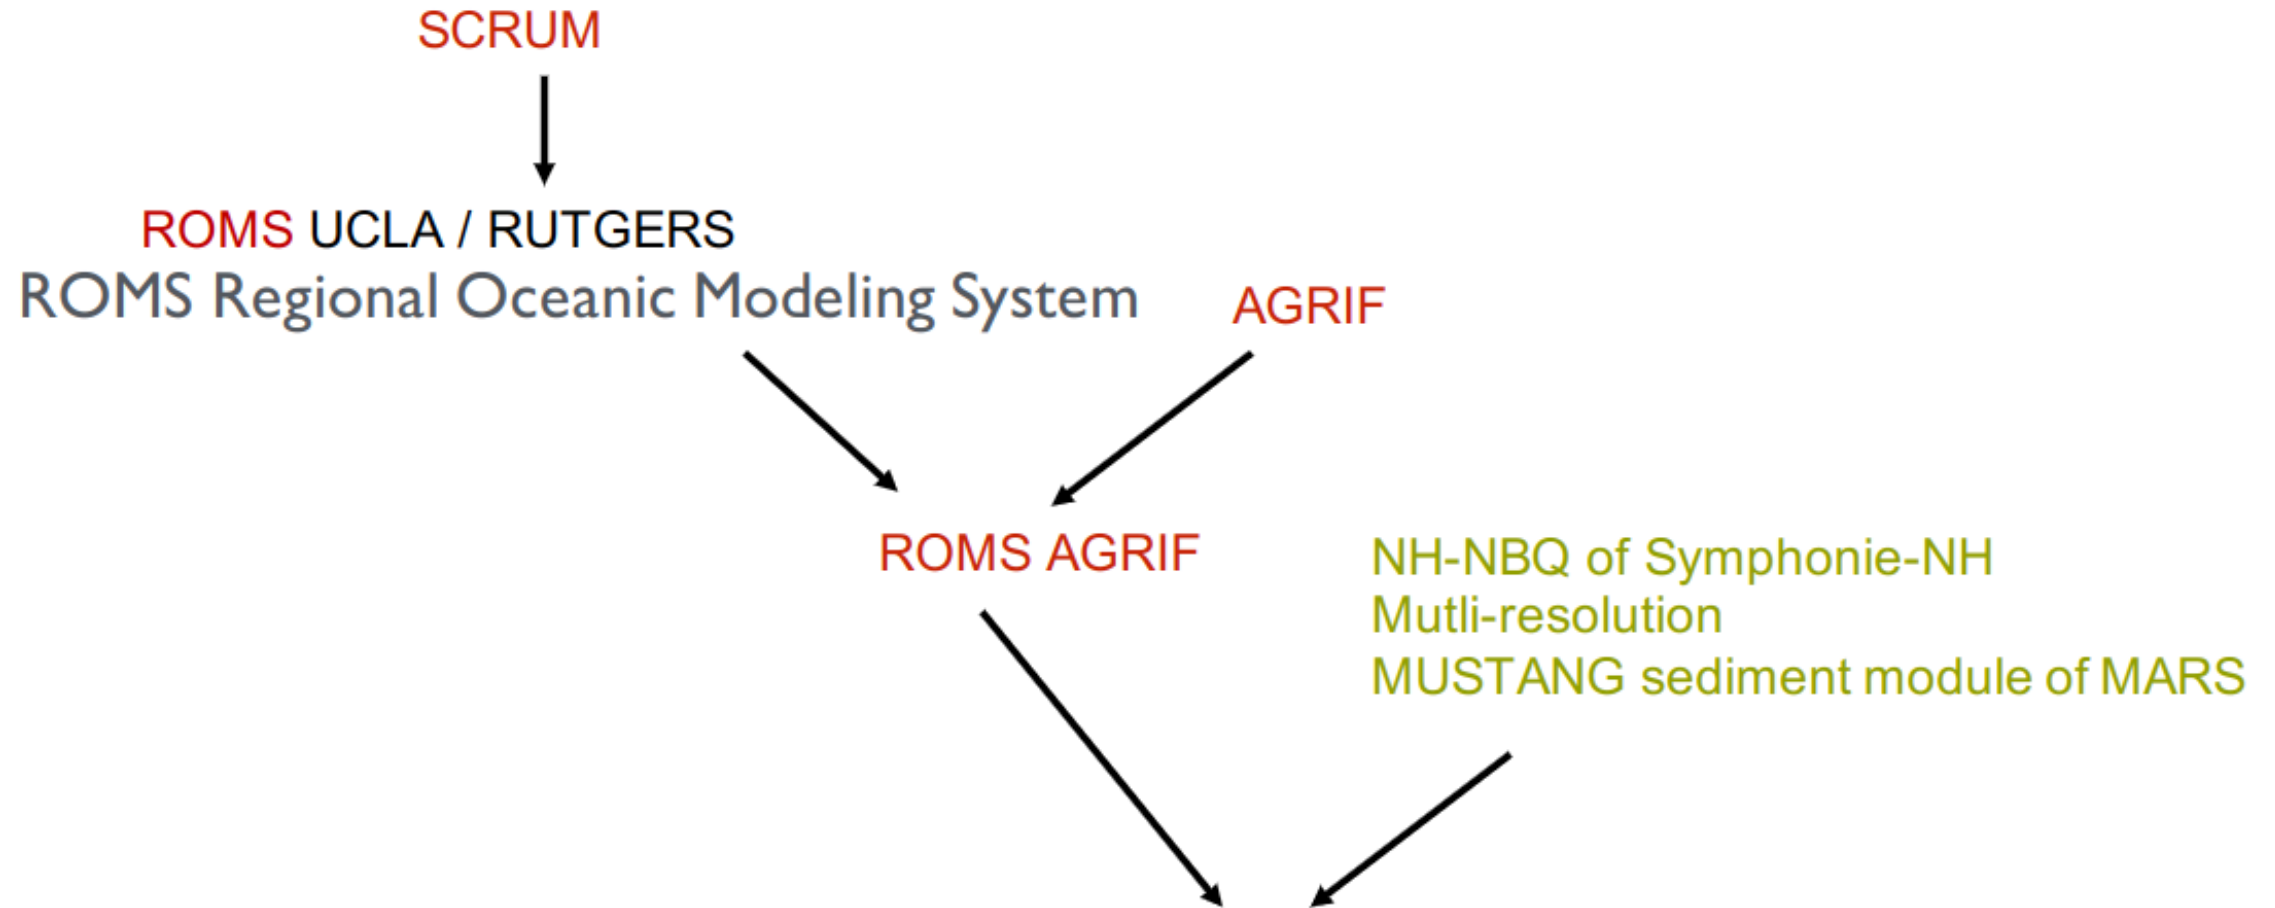 SCRUM
ROMS UCLA / RUTGERS
ROMS Regional Oceanic Modeling System
AGRIF
ROMS AGRIF
NH-NBQ of Symphonie-NH
Mutli-resolution
MUSTANG sediment module of MARS